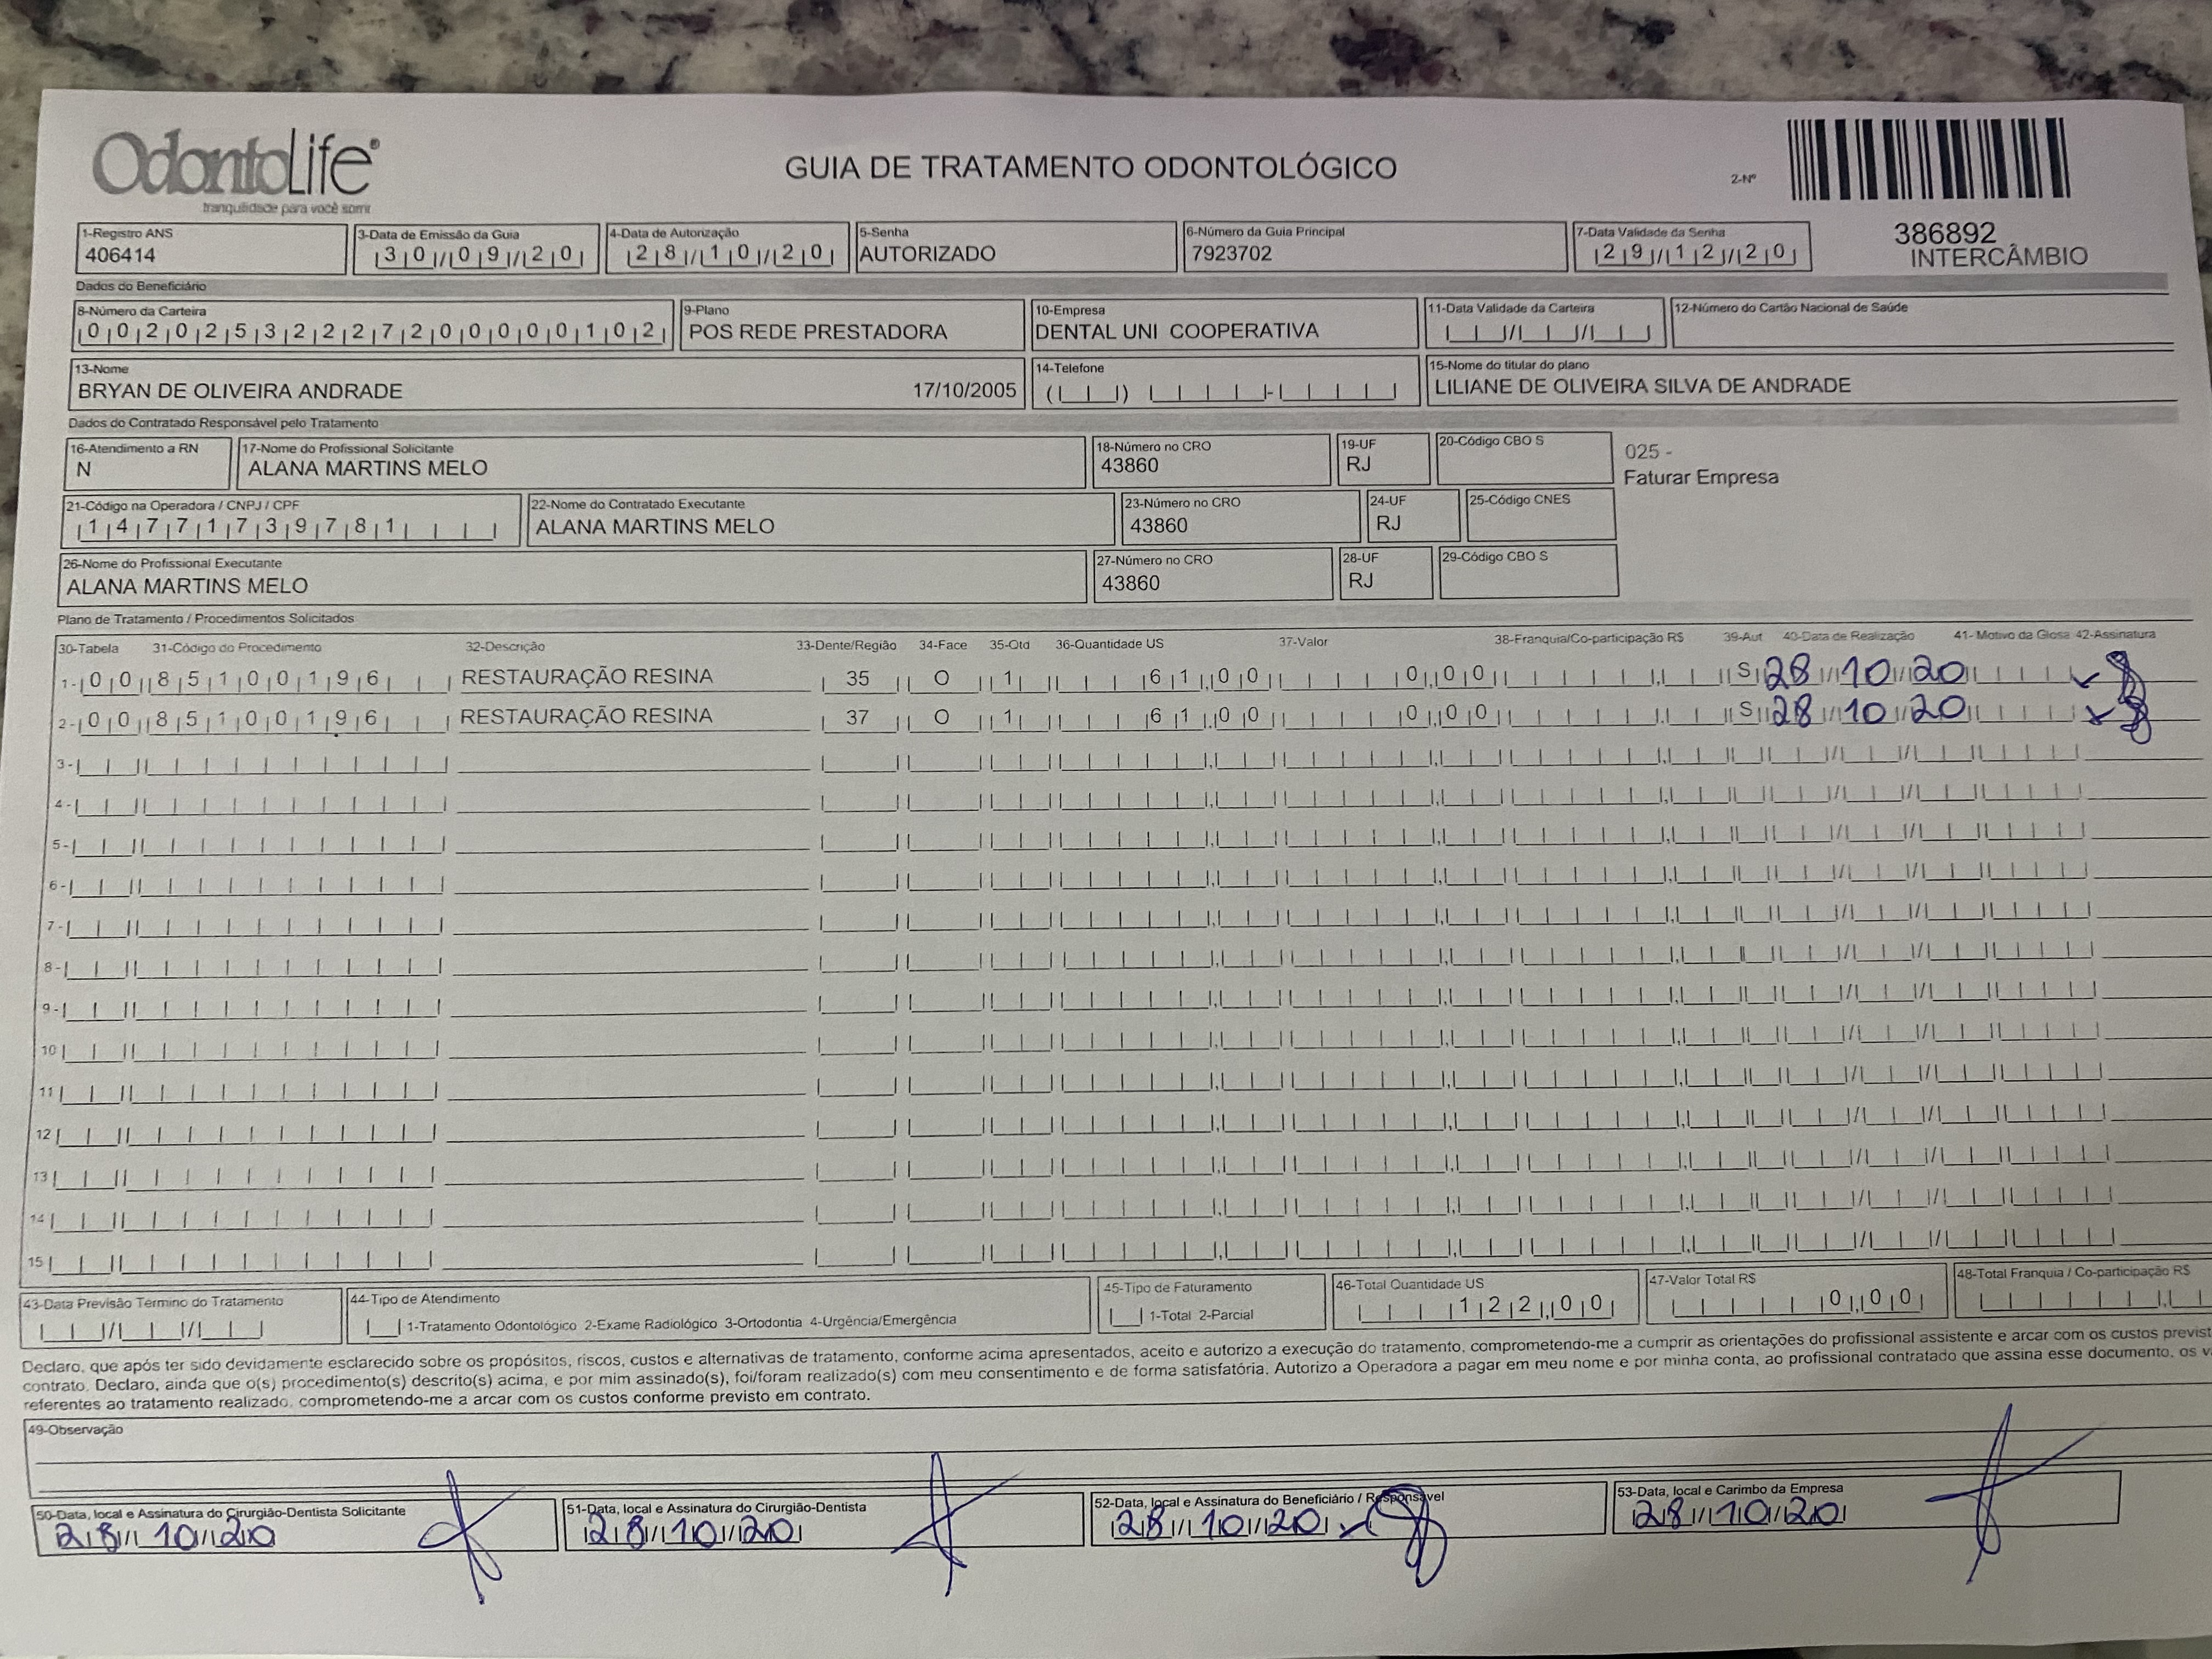 OdontoLife®
tranquilidade para você sorrir
GUIA DE TRATAMENTO ODONTOLÓGICO
2-Nº
386892
INTERCÂMBIO
1-Registro ANS
406414
3-Data de Emissão da Guia
30/09/20
4-Data de Autorização
28/10/20
5-Senha
AUTORIZADO
6-Número da Guia Principal
7923702
7-Data Validade da Senha
29/12/20
Dados do Beneficiário
8-Número da Carteira
00202532227200000102
9-Plano
POS REDE PRESTADORA
10-Empresa
DENTAL UNI COOPERATIVA
11-Data Validade da Carteira
12-Número do Cartão Nacional de Saúde
13-Nome
BRYAN DE OLIVEIRA ANDRADE 17/10/2005
14-Telefone
15-Nome do titular do plano
LILIANE DE OLIVEIRA SILVA DE ANDRADE
Dados do Contratado Responsável pelo Tratamento
16-Atendimento a RN
N
17-Nome do Profissional Solicitante
ALANA MARTINS MELO
18-Número no CRO
43860
19-UF
RJ
20-Código CBO S
025 -
Faturar Empresa
21-Código na Operadora / CNPJ / CPF
14771739781
22-Nome do Contratado Executante
ALANA MARTINS MELO
23-Número no CRO
43860
24-UF
RJ
25-Código CNES
26-Nome do Profissional Executante
ALANA MARTINS MELO
27-Número no CRO
43860
28-UF
RJ
29-Código CBO S
Plano de Tratamento / Procedimentos Solicitados
30-Tabela 31-Código do Procedimento 32-Descrição 33-Dente/Região 34-Face 35-Qtd 36-Quantidade US 37-Valor 38-Franquia/Co-participação R$ 39-Aut 40-Data de Realização 41- Motivo da Glosa 42-Assinatura
1- 00 85100196 RESTAURAÇÃO RESINA 35 O 1 61,00 0,00 S 28/10/20
2- 00 85100196 RESTAURAÇÃO RESINA 37 O 1 61,00 0,00 S 28/10/20
3-
4-
5-
6-
7-
8-
9-
10
11
12
13
14
15
43-Data Previsão Término do Tratamento
44-Tipo de Atendimento
1-Tratamento Odontológico 2-Exame Radiológico 3-Ortodontia 4-Urgência/Emergência
45-Tipo de Faturamento
1-Total 2-Parcial
46-Total Quantidade US
122,00
47-Valor Total R$
0,00
48-Total Franquia / Co-participação R$
Declaro, que após ter sido devidamente esclarecido sobre os propósitos, riscos, custos e alternativas de tratamento, conforme acima apresentados, aceito e autorizo a execução do tratamento, comprometendo-me a cumprir as orientações do profissional assistente e arcar com os custos previst
contrato. Declaro, ainda que o(s) procedimento(s) descrito(s) acima, e por mim assinado(s), foi/foram realizado(s) com meu consentimento e de forma satisfatória. Autorizo a Operadora a pagar em meu nome e por minha conta, ao profissional contratado que assina esse documento, os va
referentes ao tratamento realizado, comprometendo-me a arcar com os custos conforme previsto em contrato.
49-Observação
50-Data, local e Assinatura do Cirurgião-Dentista Solicitante
28/10/20
51-Data, local e Assinatura do Cirurgião-Dentista
28/10/20
52-Data, local e Assinatura do Beneficiário / Responsável
28/10/20
53-Data, local e Carimbo da Empresa
28/10/20